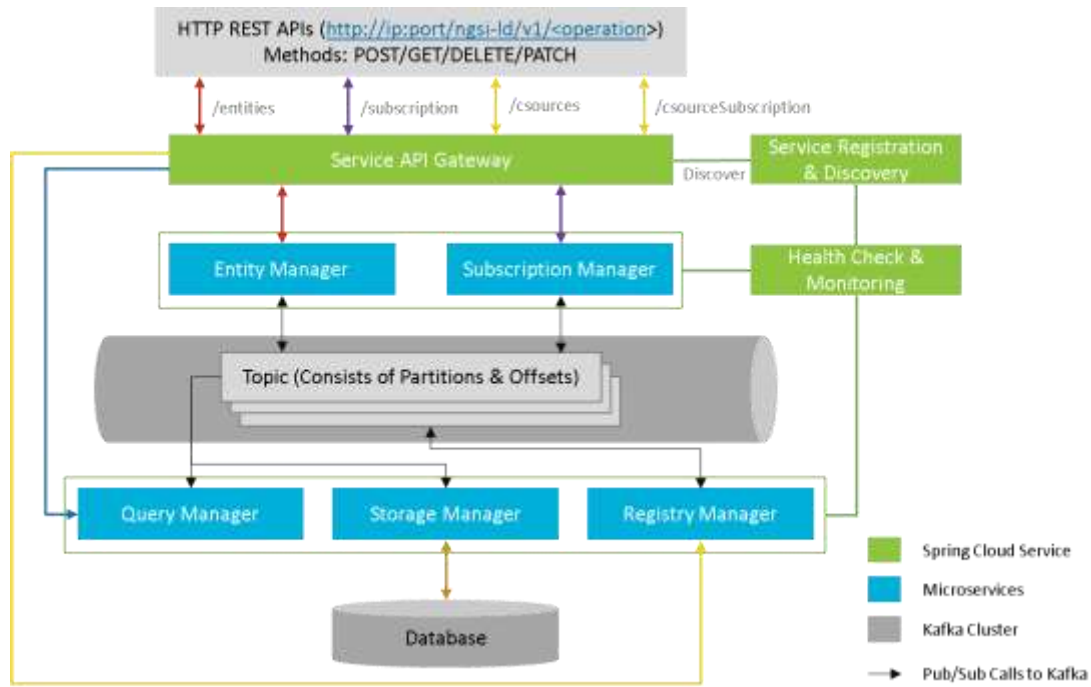 HTTP REST APIs (http://ip:port/ngsi-ld/v1/<operation>)
Methods: POST/GET/DELETE/PATCH
/entities
/subscription
/csources
/csourceSubscription
Service API Gateway
Discover
Service Registration
& Discovery
Entity Manager
Subscription Manager
Health Check &
Monitoring
Topic (Consists of Partitions & Offsets)
Query Manager
Storage Manager
Registry Manager
Database
Spring Cloud Service
Microservices
Kafka Cluster
Pub/Sub Calls to Kafka